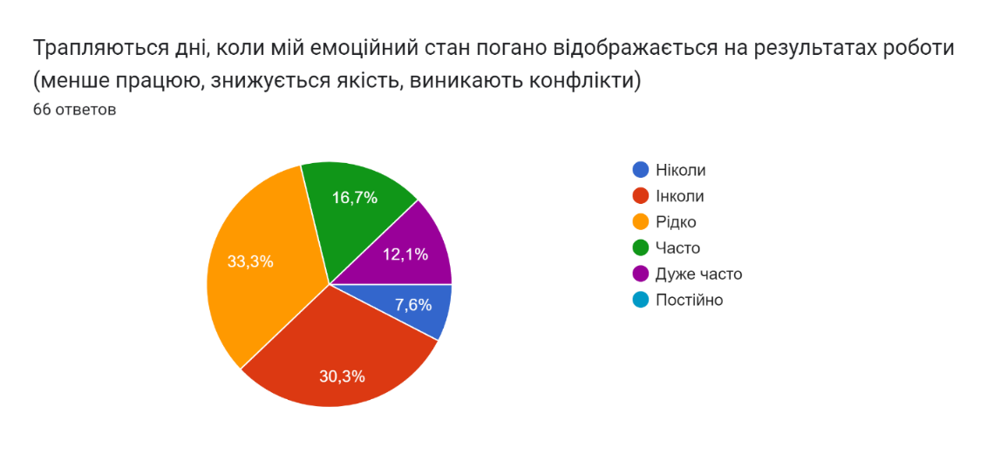 Трапляються дні, коли мій емоційний стан погано відображається на результатах роботи
(менше працюю, знижується якість, виникають конфлікти)
66 ответов
16,7%
33,3%
12,1%
7,6%
30,3%
Ніколи
Інколи
Рідко
Часто
Дуже часто
Постійно